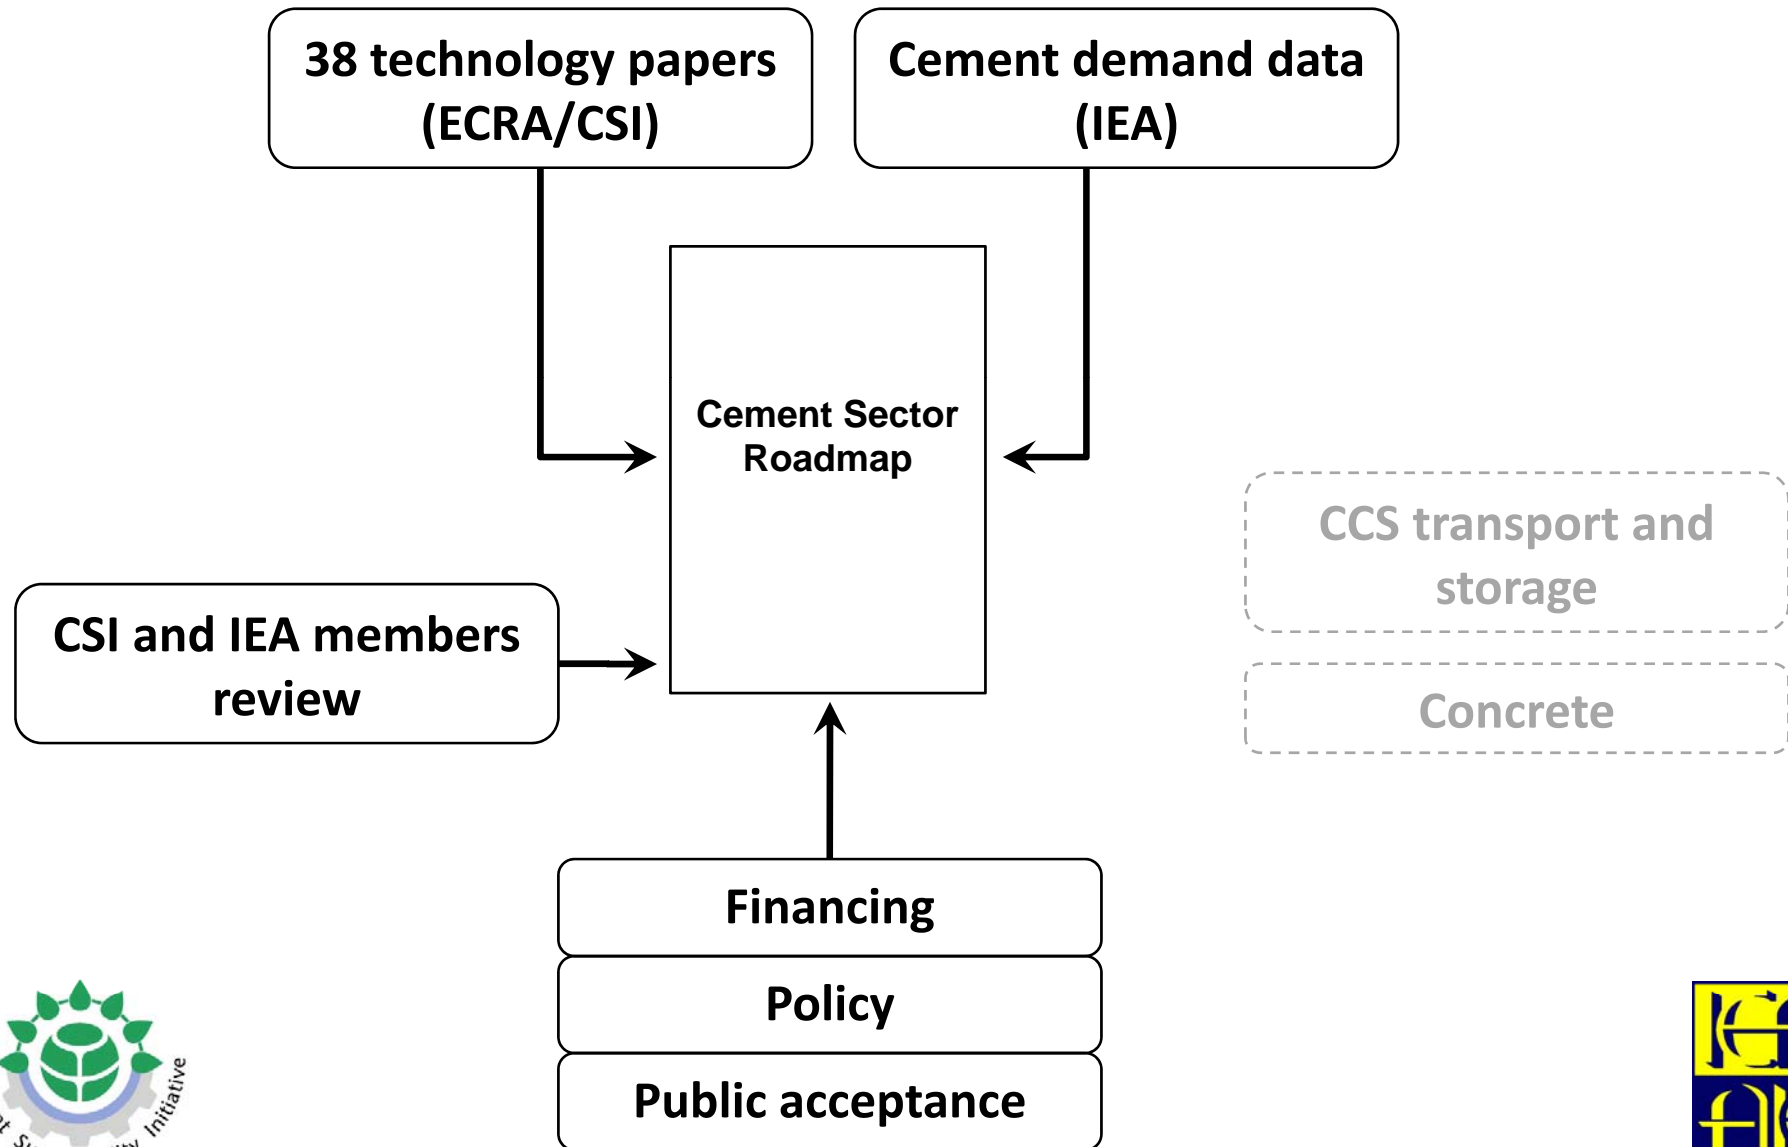 38 technology papers
(ECRA/CSI)
Cement demand data
(IEA)
Cement Sector
Roadmap
CCS transport and
storage
Concrete
CSI and IEA members
review
Financing
Policy
Public acceptance
Initiative